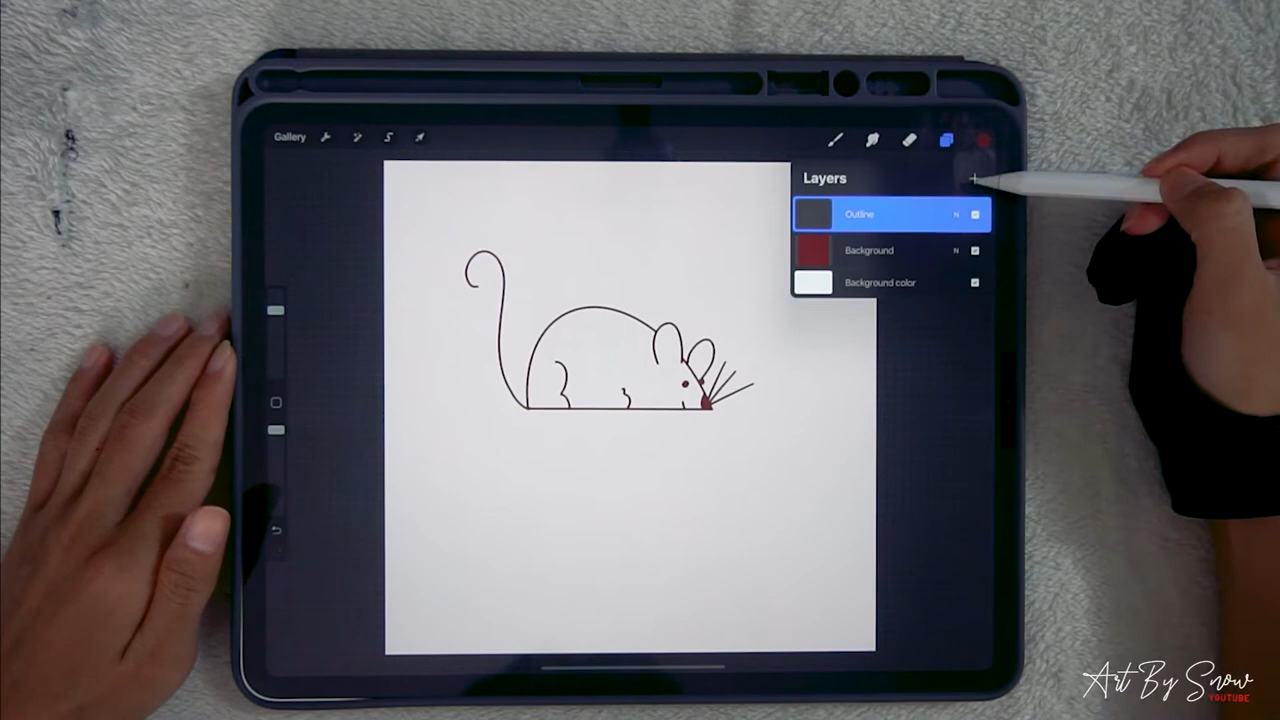 Gallery
Layers
Outline N
Background N
Background color
Art By Snow
YOUTUBE